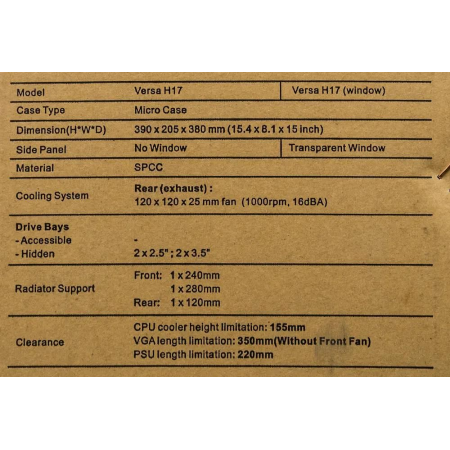 Model Versa H17 Versa H17 (window)
Case Type Micro Case
Dimension(H*W*D) 390 x 205 x 380 mm (15.4 x 8.1 x 15 inch)
Side Panel No Window Transparent Window
Material SPCC
Cooling System Rear (exhaust) :
120 x 120 x 25 mm fan (1000rpm, 16dBA)
Drive Bays
- Accessible -
- Hidden 2 x 2.5" ; 2 x 3.5"
Radiator Support Front: 1 x 240mm
1 x 280mm
Rear: 1 x 120mm
Clearance CPU cooler height limitation: 155mm
VGA length limitation: 350mm(Without Front Fan)
PSU length limitation: 220mm